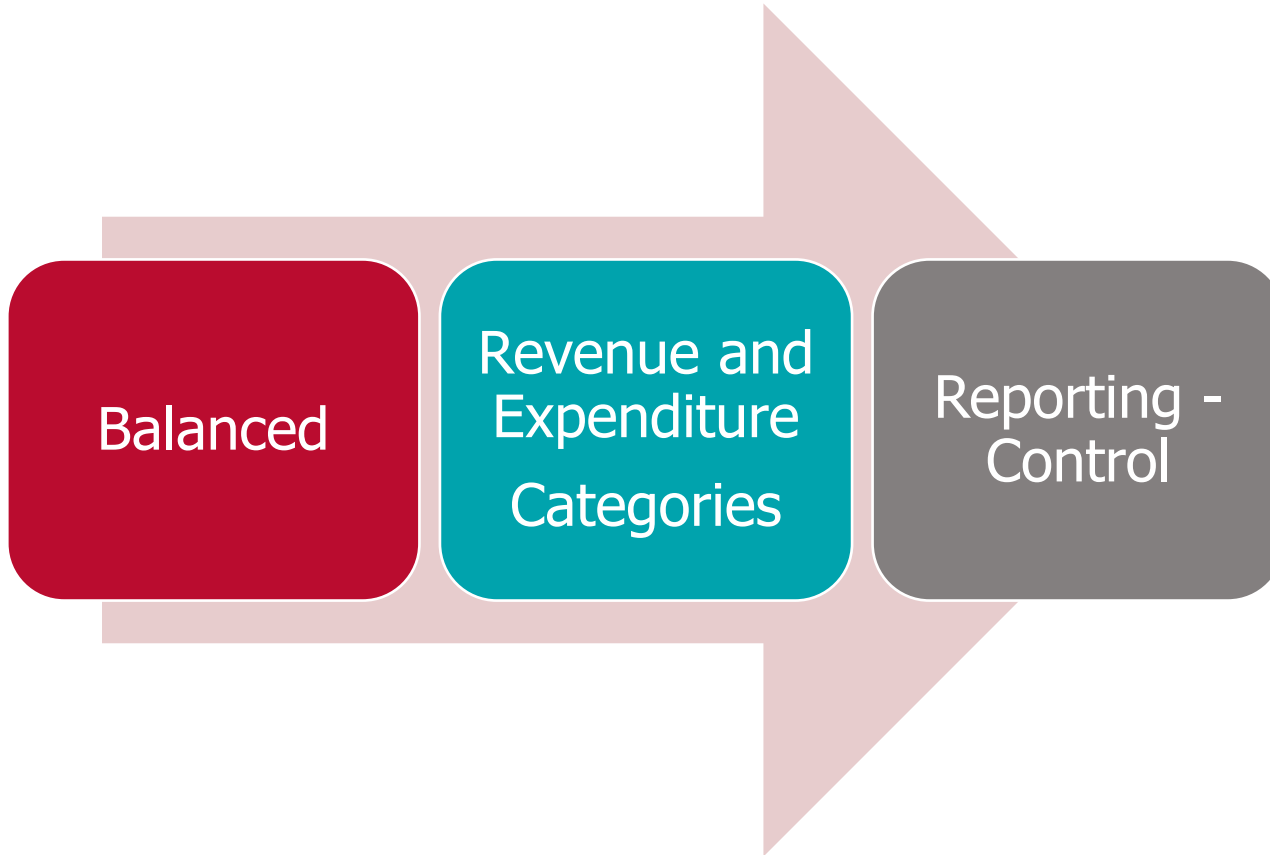 Balanced
Revenue and
Expenditure
Categories
Reporting -
Control